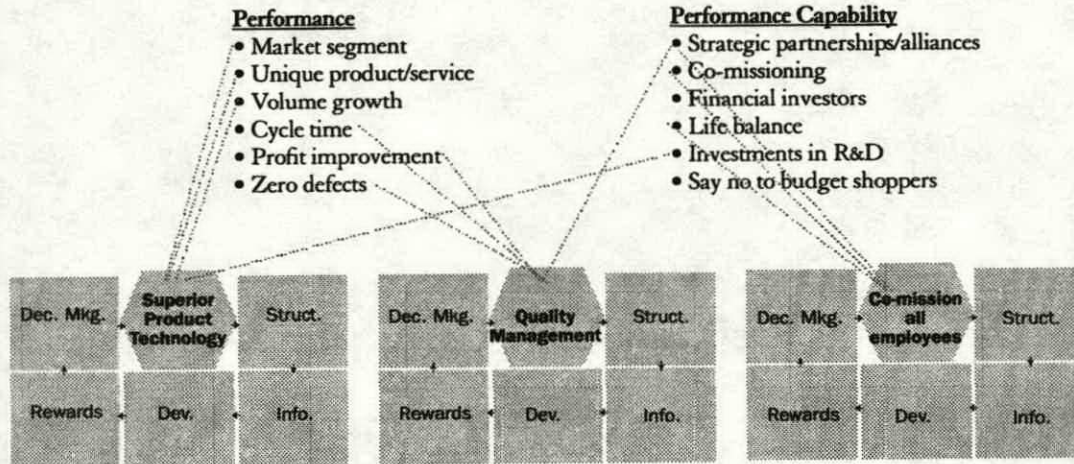 Performance
• Market segment
• Unique product/service
• Volume growth
• Cycle time
• Profit improvement
• Zero defects
Performance Capability
• Strategic partnerships/alliances
• Co-missioning
• Financial investors
• Life balance
• Investments in R&D
• Say no to budget shoppers
Dec. Mkg.
Superior
Product
Technology
Struct.
Rewards
Dev.
Info.
Dec. Mkg.
Quality
Management
Struct.
Rewards
Dev.
Info.
Dec. Mkg.
Co-mission
all
employees
Struct.
Rewards
Dev.
Info.